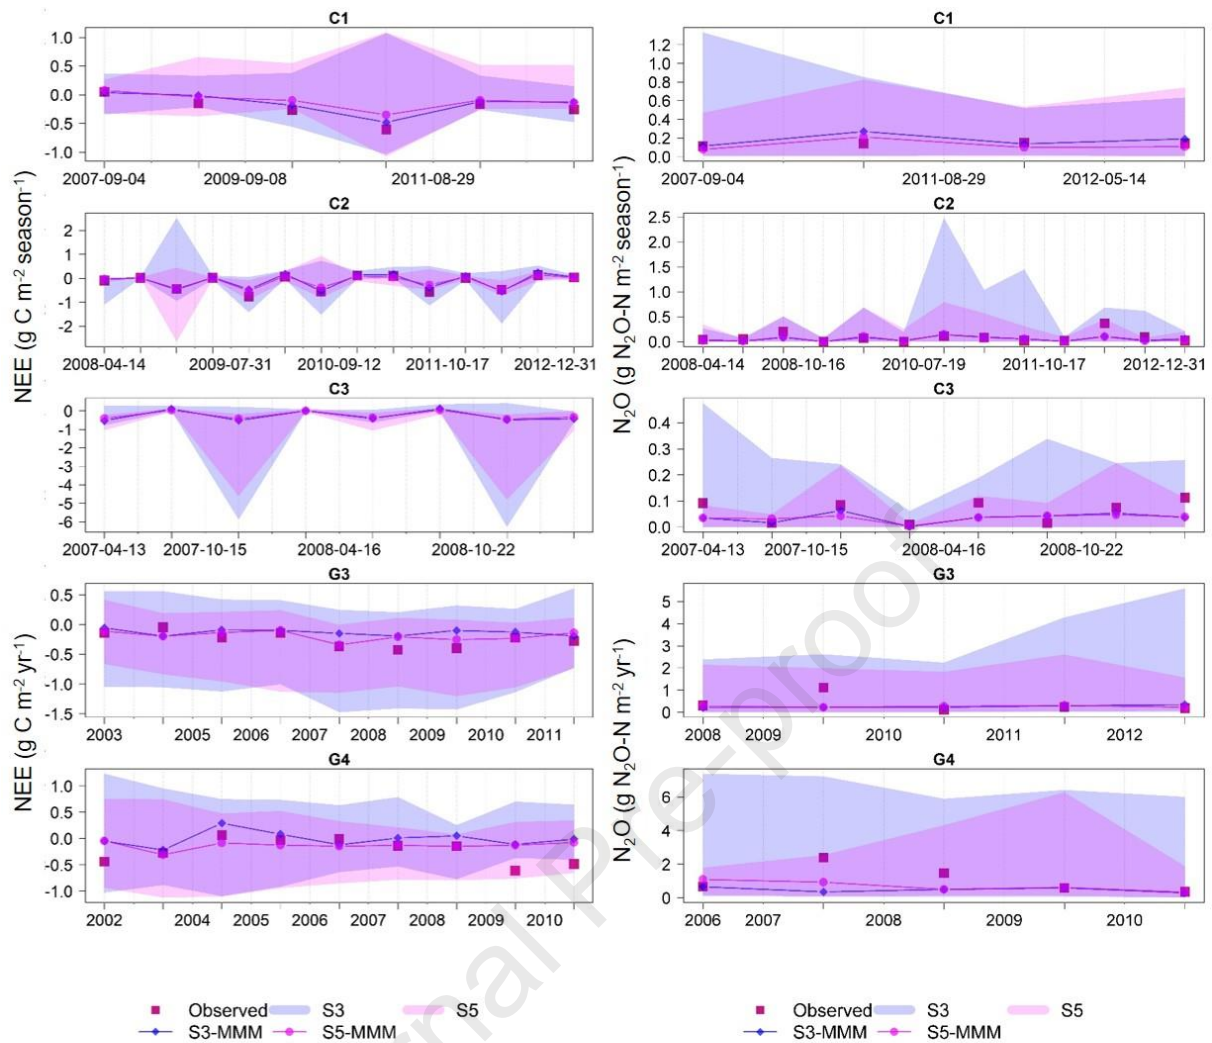 C1
1.0
0.5
0.0
-0.5
-1.0
2007-09-04 2009-09-08 2011-08-29
C2
2
1
0
-1
-2
2008-04-14 2009-07-31 2010-09-12 2011-10-17 2012-12-31
NEE (g C m-2 season-1)
C3
0
-1
-2
-3
-4
-5
-6
2007-04-13 2007-10-15 2008-04-16 2008-10-22
G3
0.5
0.0
-0.5
-1.0
-1.5
2003 2004 2005 2006 2007 2008 2009 2010 2011
NEE (g C m-2 yr-1)
G4
1.0
0.5
0.0
-0.5
-1.0
2002 2004 2005 2006 2007 2008 2009 2010
Observed S3 S5
S3-MMM S5-MMM
C1
1.2
1.0
0.8
0.6
0.4
0.2
0.0
2007-09-04 2011-08-29 2012-05-14
C2
2.5
2.0
1.5
1.0
0.5
0.0
2008-04-14 2008-10-16 2010-07-19 2011-10-17 2012-12-31
N2O (g N2O-N m-2 season-1)
C3
0.4
0.3
0.2
0.1
0.0
2007-04-13 2007-10-15 2008-04-16 2008-10-22
G3
5
4
3
2
1
0
2008 2009 2010 2011 2012
N2O (g N2O-N m-2 yr-1)
G4
6
4
2
0
2006 2007 2008 2009 2010
Observed S3 S5
S3-MMM S5-MMM
rnal Pre-proof